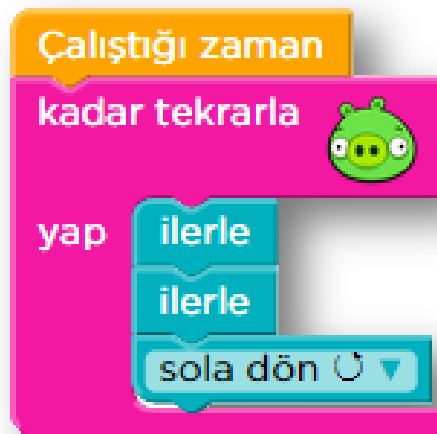 Çalıştığı zaman
kadar tekrarla
yap
ilerle
ilerle
sola dön ↺ ▼